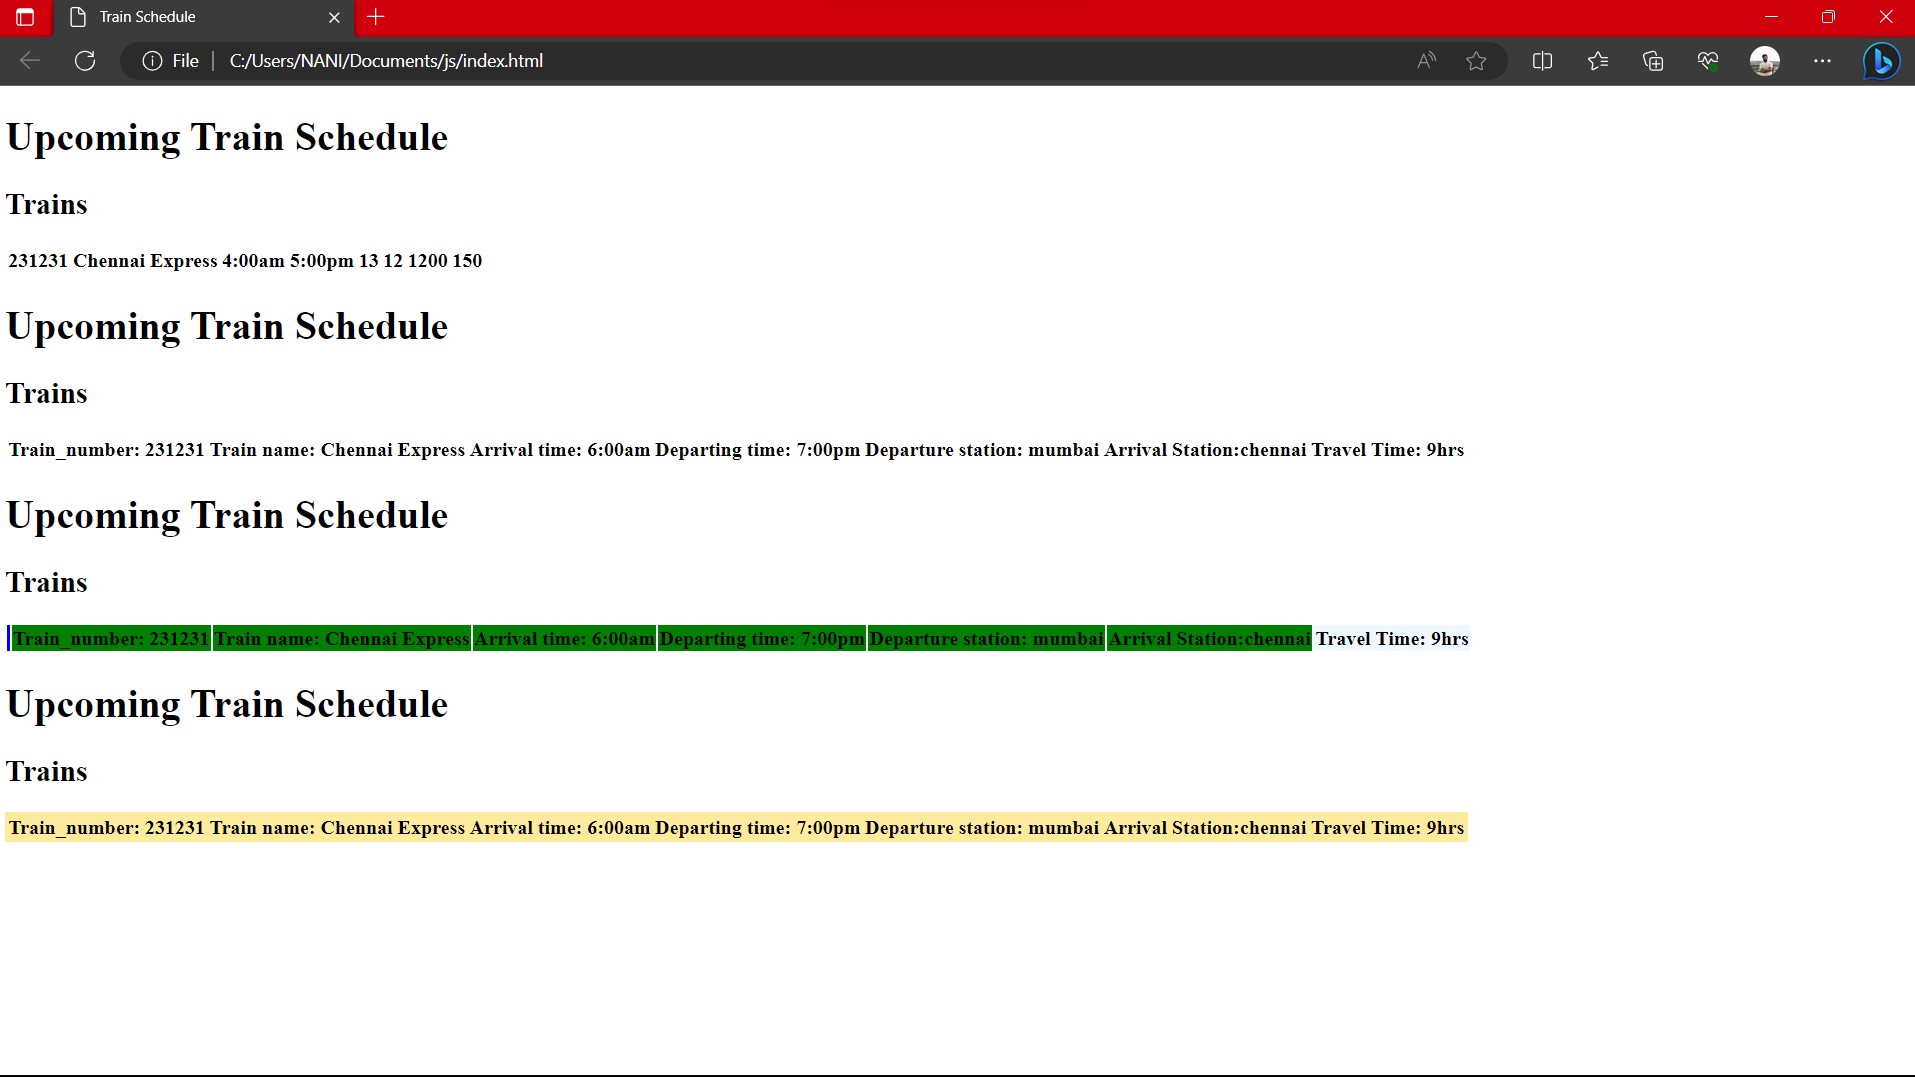 Train Schedule
File C:/Users/NANI/Documents/js/index.html
Upcoming Train Schedule
Trains
231231 Chennai Express 4:00am 5:00pm 13 12 1200 150
Upcoming Train Schedule
Trains
Train_number: 231231 Train name: Chennai Express Arrival time: 6:00am Departing time: 7:00pm Departure station: mumbai Arrival Station:chennai Travel Time: 9hrs
Upcoming Train Schedule
Trains
Train_number: 231231 Train name: Chennai Express Arrival time: 6:00am Departing time: 7:00pm Departure station: mumbai Arrival Station:chennai Travel Time: 9hrs
Upcoming Train Schedule
Trains
Train_number: 231231 Train name: Chennai Express Arrival time: 6:00am Departing time: 7:00pm Departure station: mumbai Arrival Station:chennai Travel Time: 9hrs